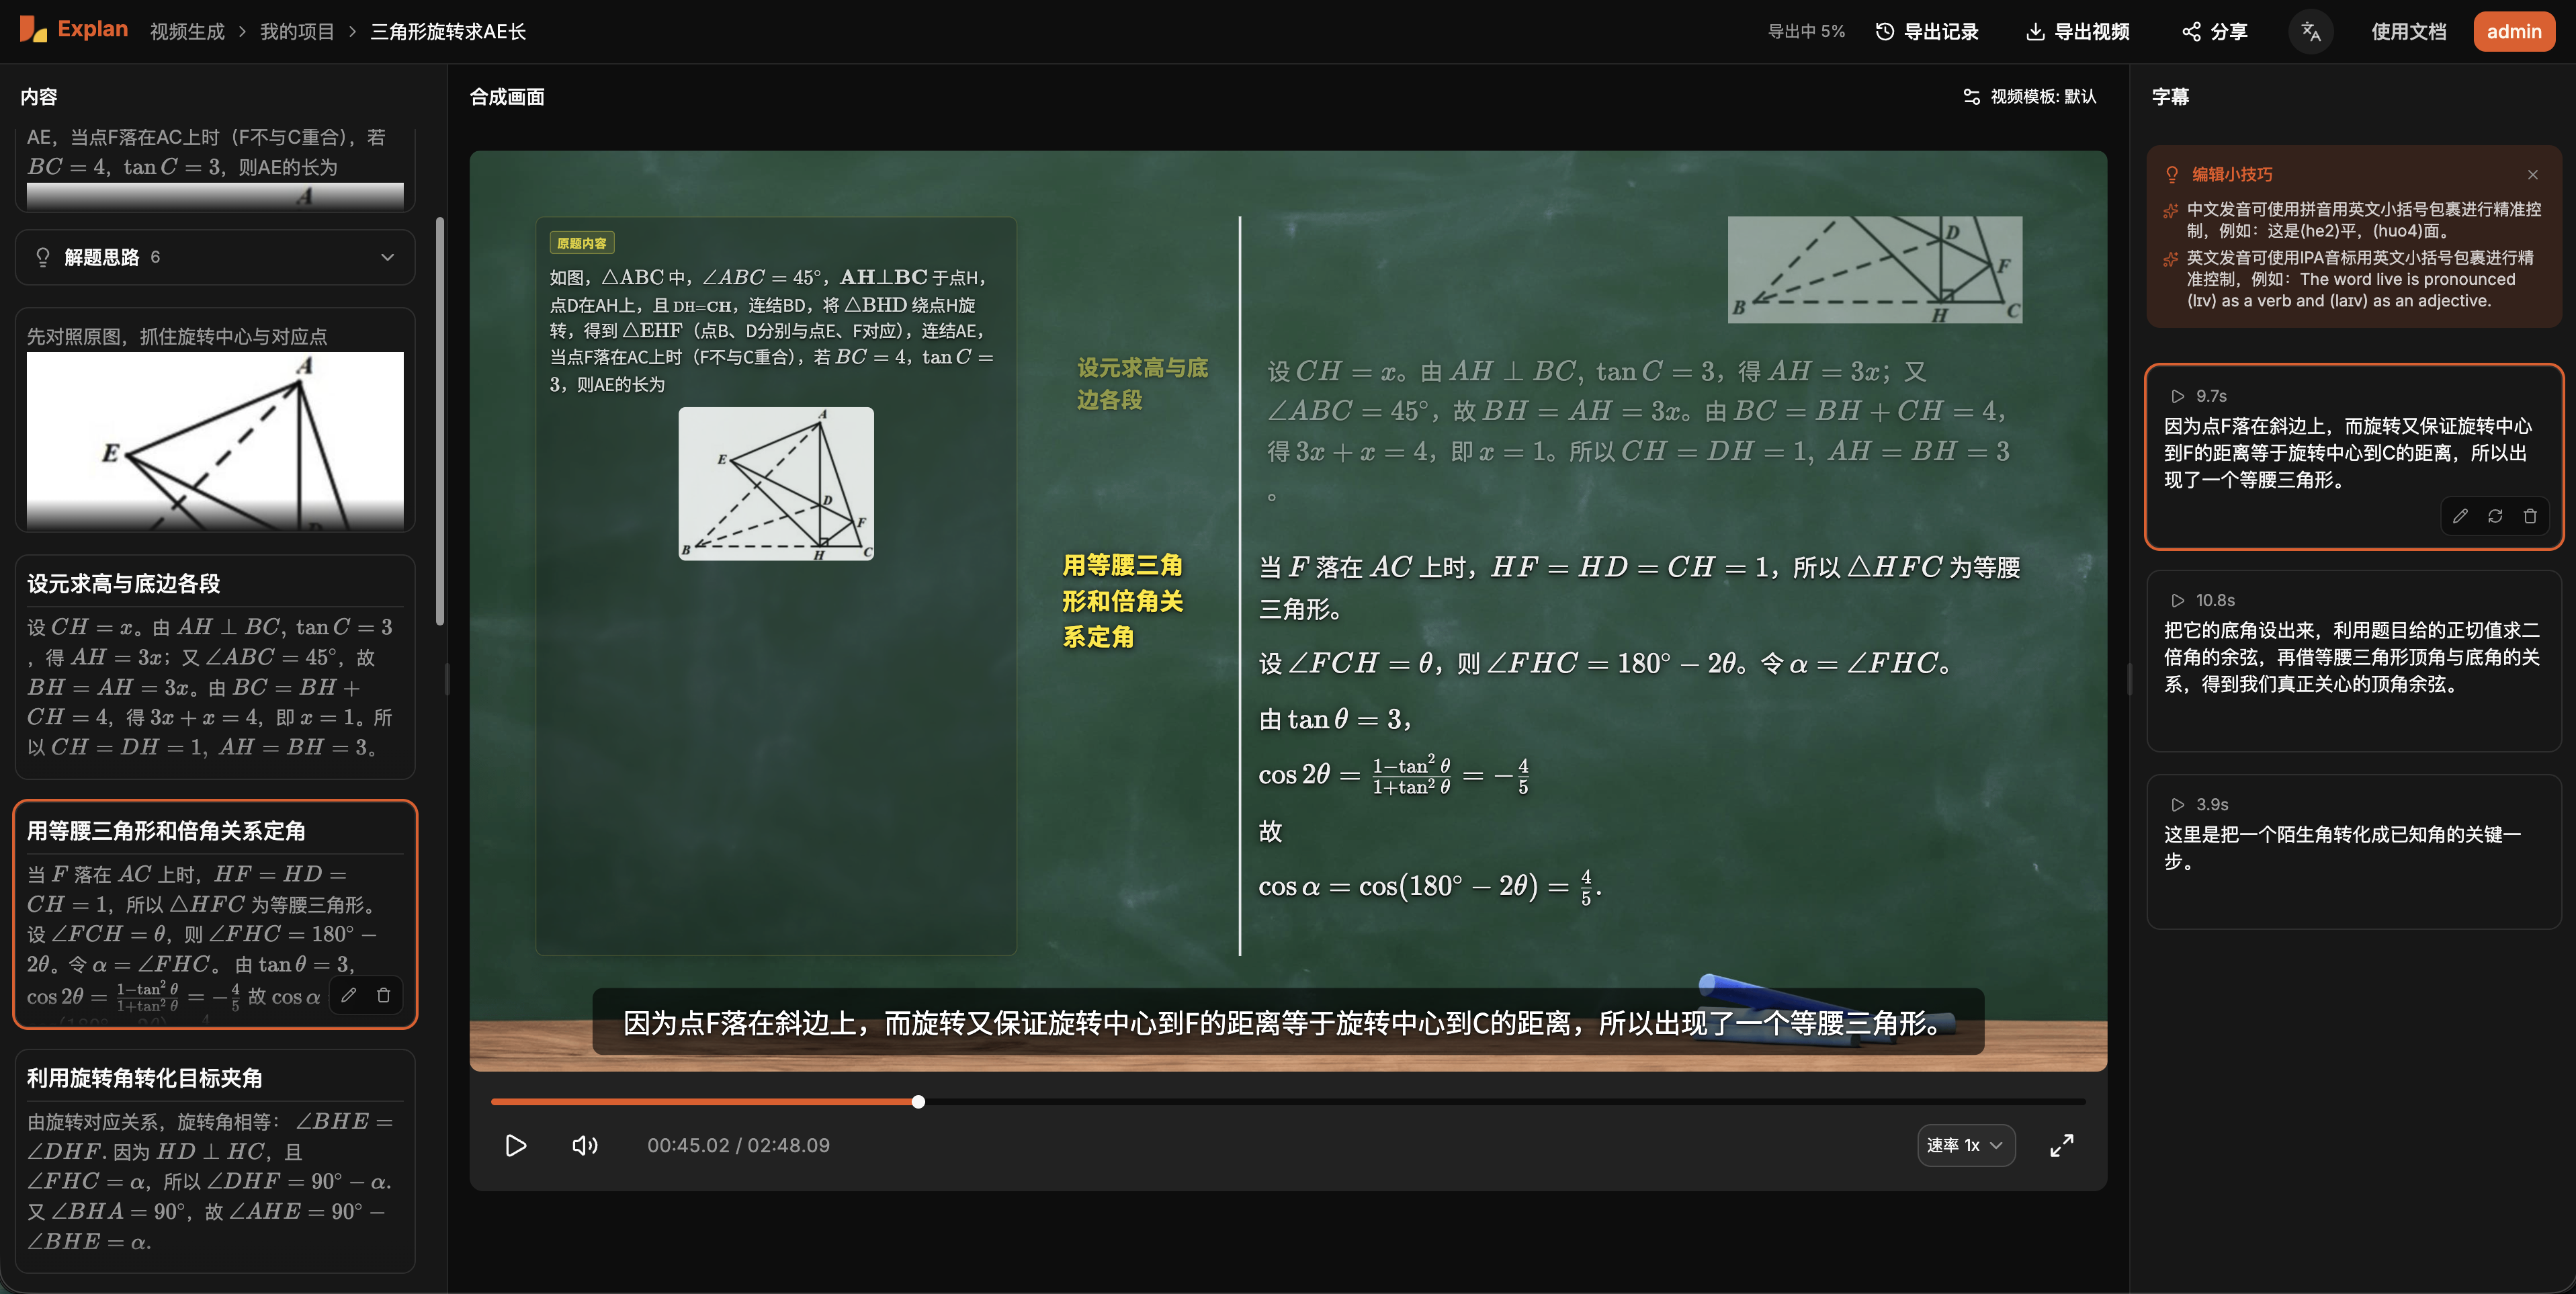 Explan 视频生成 > 我的项目 > 三角形旋转求AE长
导出中 5% 导出记录 导出视频 分享 使用文档 admin
内容
AE，当点F落在AC上时（F不与C重合），若
BC = 4，tan C = 3，则AE的长为
A
解题思路 6
先对照原图，抓住旋转中心与对应点
A
E
设元求高与底边各段
设 CH = x。由 AH ⊥ BC, tan C = 3
，得 AH = 3x；又 ∠ABC = 45°，故
BH = AH = 3x。由 BC = BH +
CH = 4，得 3x + x = 4，即 x = 1。所
以 CH = DH = 1, AH = BH = 3。
用等腰三角形和倍角关系定角
当 F 落在 AC 上时，HF = HD =
CH = 1，所以 △HFC 为等腰三角形。
设 ∠FCH = θ，则 ∠FHC = 180° −
2θ。令 α = ∠FHC。 由 tan θ = 3，
cos 2θ = (1−tan² θ)/(1+tan² θ) = −4/5 故 cos α
利用旋转角转化目标夹角
由旋转对应关系，旋转角相等： ∠BHE =
∠DHF. 因为 HD ⊥ HC，且
∠FHC = α，所以 ∠DHF = 90° − α.
又 ∠BHA = 90°，故 ∠AHE = 90° −
∠BHE = α.
合成画面
视频模板: 默认
原题内容
如图，△ABC 中，∠ABC = 45°，AH⊥BC 于点H，
点D在AH上，且 DH=CH，连结BD，将 △BHD 绕点H旋
转，得到 △EHF（点B、D分别与点E、F对应），连结AE，
当点F落在AC上时（F不与C重合），若 BC = 4，tan C =
3，则AE的长为
A
E
D
F
B H C
D
F
B H C
设元求高与底
边各段
设 CH = x。由 AH ⊥ BC, tan C = 3，得 AH = 3x；又
∠ABC = 45°，故 BH = AH = 3x。由 BC = BH + CH = 4，
得 3x + x = 4，即 x = 1。所以 CH = DH = 1, AH = BH = 3
。
用等腰三角
形和倍角关
系定角
当 F 落在 AC 上时，HF = HD = CH = 1，所以 △HFC 为等腰
三角形。
设 ∠FCH = θ，则 ∠FHC = 180° − 2θ。令 α = ∠FHC。
由 tan θ = 3，
cos 2θ = (1−tan² θ)/(1+tan² θ) = −4/5
故
cos α = cos(180° − 2θ) = 4/5.
因为点F落在斜边上，而旋转又保证旋转中心到F的距离等于旋转中心到C的距离，所以出现了一个等腰三角形。
00:45.02 / 02:48.09
速率 1x
字幕
编辑小技巧
中文发音可使用拼音用英文小括号包裹进行精准控
制，例如：这是(he2)平，(huo4)面。
英文发音可使用IPA音标用英文小括号包裹进行精
准控制，例如：The word live is pronounced
(lɪv) as a verb and (laɪv) as an adjective.
9.7s
因为点F落在斜边上，而旋转又保证旋转中心
到F的距离等于旋转中心到C的距离，所以出
现了一个等腰三角形。
10.8s
把它的底角设出来，利用题目给的正切值求二
倍角的余弦，再借等腰三角形顶角与底角的关
系，得到我们真正关心的顶角余弦。
3.9s
这里是把一个陌生角转化成已知角的关键一
步。